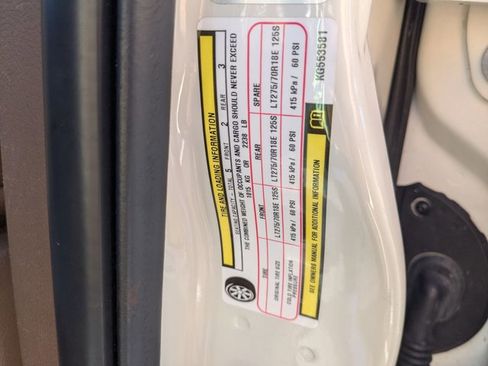 TIRE AND LOADING INFORMATION
SEATING CAPACITY - TOTAL 5 FRONT 2 REAR 3
THE COMBINED WEIGHT OF OCCUPANTS AND CARGO SHOULD NEVER EXCEED
1015 KG OR 2238 LB
TIRE FRONT REAR SPARE
ORIGINAL TIRE SIZE LT275/70R18E 125S LT275/70R18E 125S LT275/70R18E 125S
COLD TIRE INFLATION PRESSURE 415 kPa / 60 PSI 415 kPa / 60 PSI 415 kPa / 60 PSI
SEE OWNERS MANUAL FOR ADDITIONAL INFORMATION
KG553581